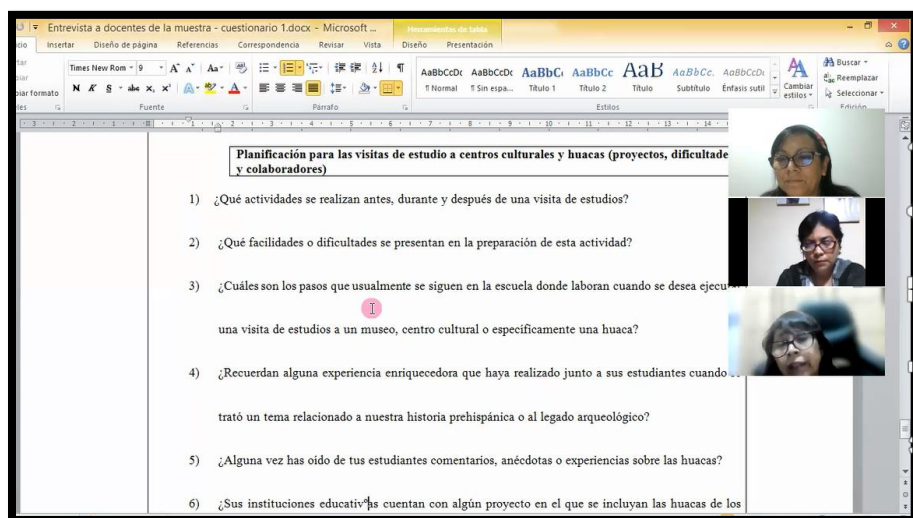 Entrevista a docentes de la muestra - cuestionario 1.docx - Microsoft ...
Herramientas de tabla
Insertar Diseño de página Referencias Correspondencia Revisar Vista Diseño Presentación
Times New Rom 9 Aa
Buscar
Reemplazar
Seleccionar
AaBbCcDc AaBbCcDc AaBbC AaBbCc AaB AaBbCc. AaBbCcDi
N K S abc x, x²
¶ Normal ¶ Sin espa... Título 1 Título 2 Título Subtítulo Énfasis sutil
Cambiar
estilos
Fuente Párrafo Estilos Edición
Planificación para las visitas de estudio a centros culturales y huacas (proyectos, dificultade
y colaboradores)
1) ¿Qué actividades se realizan antes, durante y después de una visita de estudios?
2) ¿Qué facilidades o dificultades se presentan en la preparación de esta actividad?
3) ¿Cuáles son los pasos que usualmente se siguen en la escuela donde laboran cuando se desea ejecu
una visita de estudios a un museo, centro cultural o específicamente una huaca?
4) ¿Recuerdan alguna experiencia enriquecedora que haya realizado junto a sus estudiantes cuando
trató un tema relacionado a nuestra historia prehispánica o al legado arqueológico?
5) ¿Alguna vez has oído de tus estudiantes comentarios, anécdotas o experiencias sobre las huacas?
6) ¿Sus instituciones educativas cuentan con algún proyecto en el que se incluyan las huacas de los